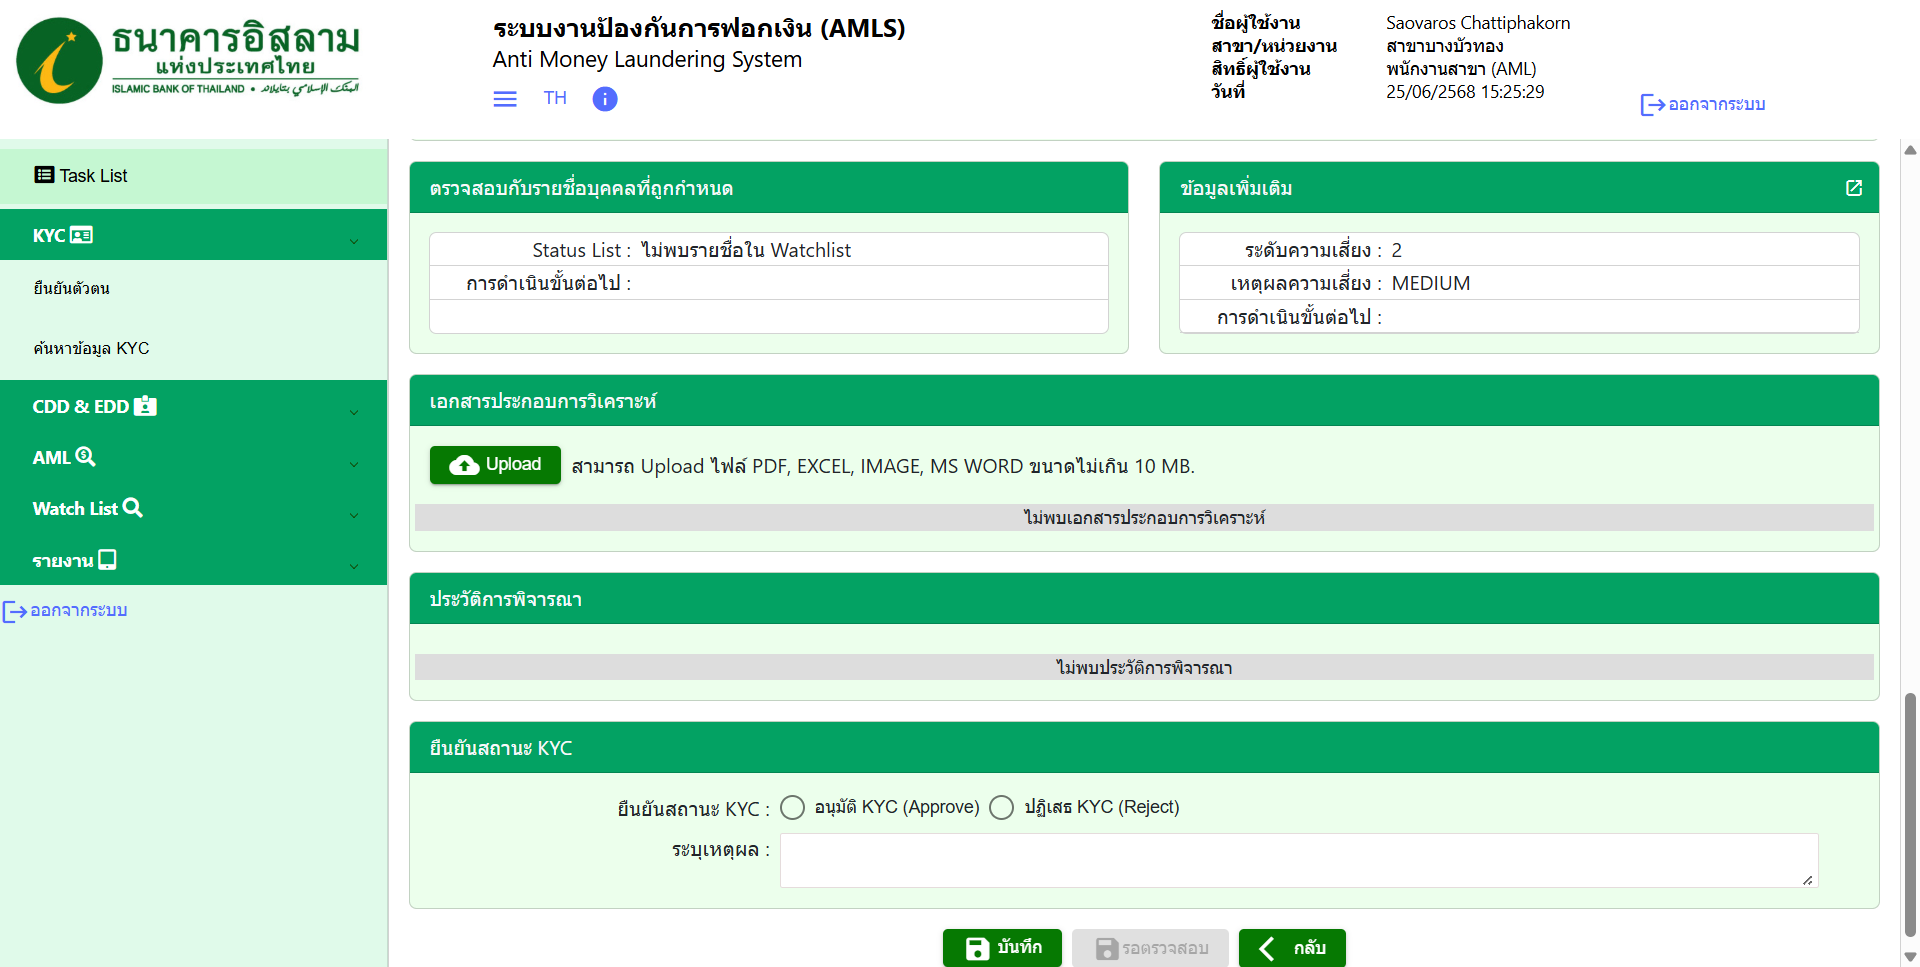 ธนาคารอิสลาม
แห่งประเทศไทย
ISLAMIC BANK OF THAILAND •
ระบบงานป้องกันการฟอกเงิน (AMLS)
Anti Money Laundering System
TH
ชื่อผู้ใช้งาน Saovaros Chattiphakorn
สาขา/หน่วยงาน สาขาบางบัวทอง
สิทธิ์ผู้ใช้งาน พนักงานสาขา (AML)
วันที่ 25/06/2568 15:25:29
ออกจากระบบ
Task List
KYC
ยืนยันตัวตน
ค้นหาข้อมูล KYC
CDD & EDD
AML
Watch List
รายงาน
ออกจากระบบ
ตรวจสอบกับรายชื่อบุคคลที่ถูกกำหนด
Status List : ไม่พบรายชื่อใน Watchlist
การดำเนินขั้นต่อไป :
ข้อมูลเพิ่มเติม
ระดับความเสี่ยง : 2
เหตุผลความเสี่ยง : MEDIUM
การดำเนินขั้นต่อไป :
เอกสารประกอบการวิเคราะห์
Upload สามารถ Upload ไฟล์ PDF, EXCEL, IMAGE, MS WORD ขนาดไม่เกิน 10 MB.
ไม่พบเอกสารประกอบการวิเคราะห์
ประวัติการพิจารณา
ไม่พบประวัติการพิจารณา
ยืนยันสถานะ KYC
ยืนยันสถานะ KYC : อนุมัติ KYC (Approve) ปฏิเสธ KYC (Reject)
ระบุเหตุผล :
บันทึก รอตรวจสอบ กลับ